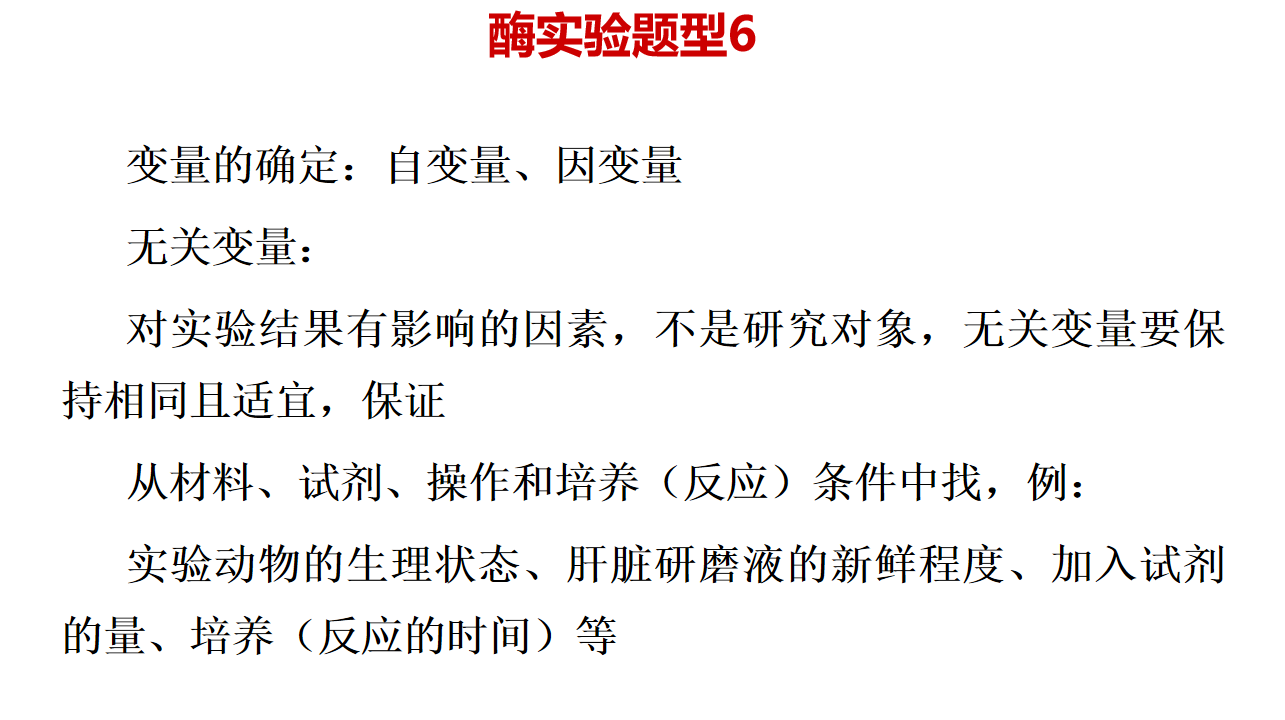 酶实验题型6
变量的确定：自变量、因变量
无关变量：
对实验结果有影响的因素，不是研究对象，无关变量要保
持相同且适宜，保证
从材料、试剂、操作和培养（反应）条件中找，例：
实验动物的生理状态、肝脏研磨液的新鲜程度、加入试剂
的量、培养（反应的时间）等